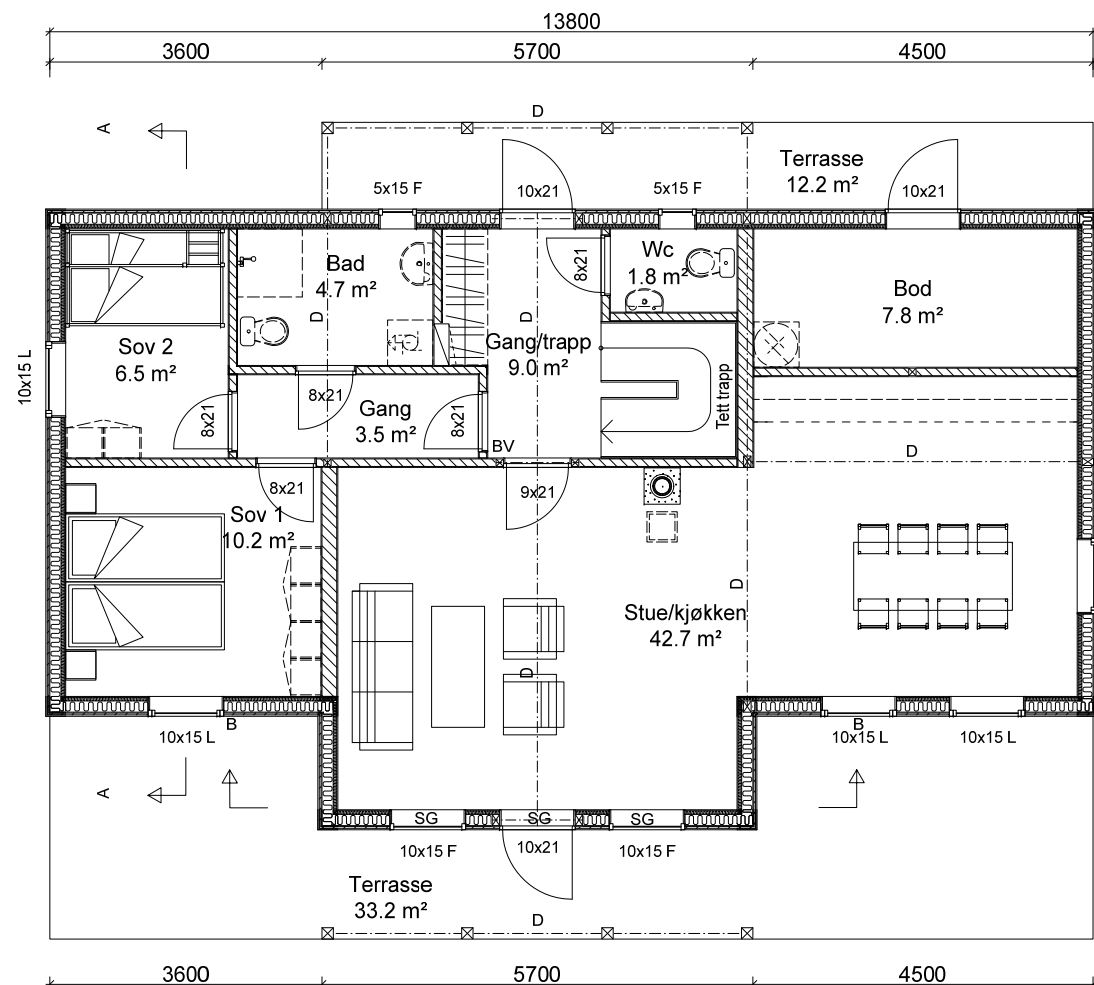 13800
3600
5700
4500
A
D
Terrasse
12.2 m²
5x15 F
10x21
5x15 F
10x21
Bad
4.7 m²
D
D
8x21
Wc
1.8 m²
Bod
7.8 m²
10x15 L
Sov 2
6.5 m²
Gang/trapp
9.0 m²
Tett trapp
8x21
8x21
Gang
3.5 m²
8x21
BV
D
8x21
9x21
Sov 1
10.2 m²
D
Stue/kjøkken
42.7 m²
D
B
10x15 L
B
10x15 L
10x15 L
A
SG
SG
SG
10x15 F
10x21
10x15 F
Terrasse
33.2 m²
D
3600
5700
4500